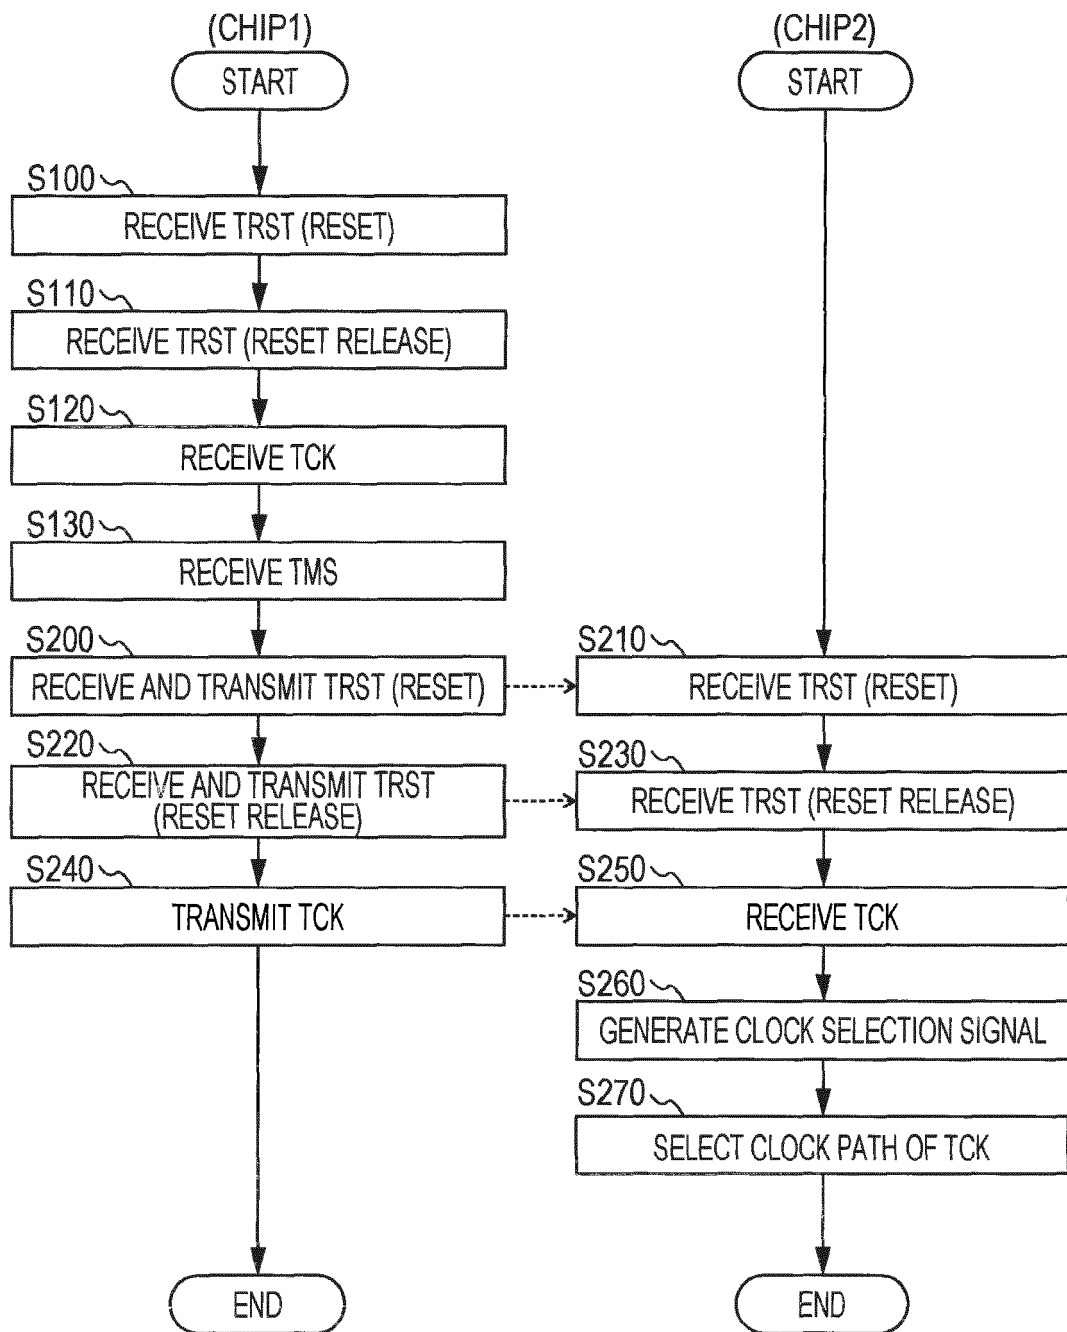 (CHIP1)
START
S100
RECEIVE TRST (RESET)
S110
RECEIVE TRST (RESET RELEASE)
S120
RECEIVE TCK
S130
RECEIVE TMS
S200
RECEIVE AND TRANSMIT TRST (RESET)
S220
RECEIVE AND TRANSMIT TRST
(RESET RELEASE)
S240
TRANSMIT TCK
END
(CHIP2)
START
S210
RECEIVE TRST (RESET)
S230
RECEIVE TRST (RESET RELEASE)
S250
RECEIVE TCK
S260
GENERATE CLOCK SELECTION SIGNAL
S270
SELECT CLOCK PATH OF TCK
END